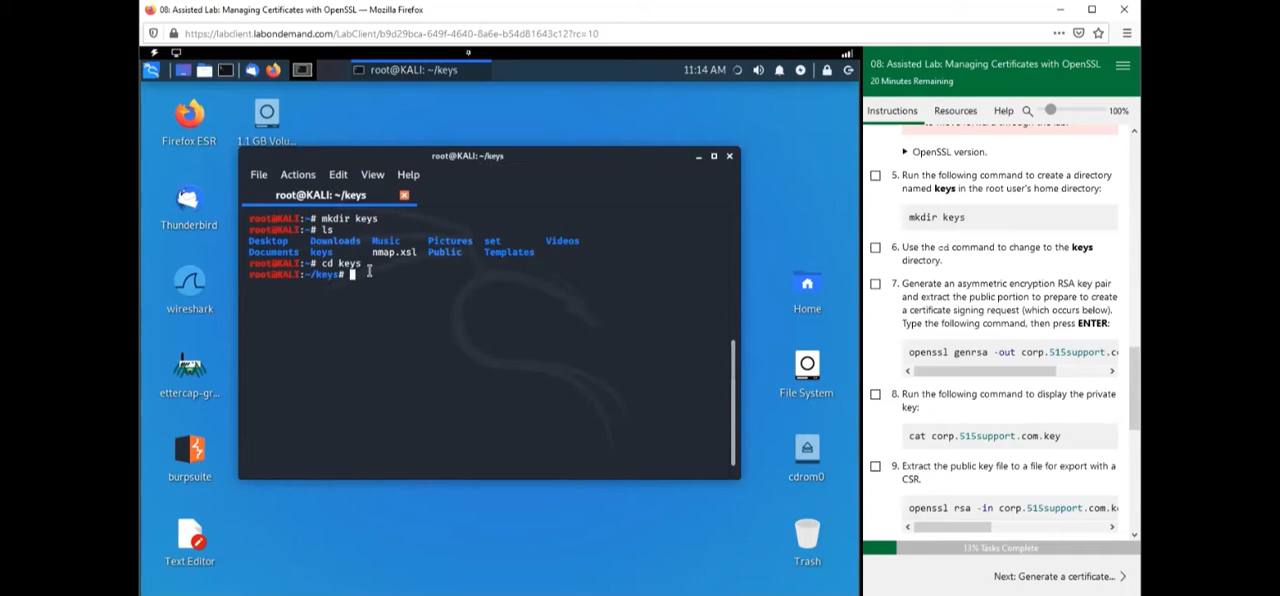 08: Assisted Lab: Managing Certificates with OpenSSL — Mozilla Firefox
https://labclient.labondemand.com/LabClient/b9d29bca-649f-4640-8a6e-b54d81643c12?rc=10
root@KALI: ~/keys
11:14 AM
Firefox ESR
1.1 GB Volu...
Thunderbird
wireshark
ettercap-gr...
burpsuite
Text Editor
root@KALI: ~/keys
File Actions Edit View Help
root@KALI: ~/keys
root@KALI:~# mkdir keys
root@KALI:~# ls
Desktop Downloads Music Pictures set Videos
Documents keys nmap.xsl Public Templates
root@KALI:~# cd keys
root@KALI:~/keys#
Home
File System
cdrom0
Trash
08: Assisted Lab: Managing Certificates with OpenSSL
20 Minutes Remaining
Instructions Resources Help 100%
to move forward through the lab.
OpenSSL version.
5. Run the following command to create a directory
named keys in the root user's home directory:
mkdir keys
6. Use the cd command to change to the keys
directory.
7. Generate an asymmetric encryption RSA key pair
and extract the public portion to prepare to create
a certificate signing request (which occurs below).
Type the following command, then press ENTER:
openssl genrsa -out corp.515support.c
8. Run the following command to display the private
key:
cat corp.515support.com.key
9. Extract the public key file to a file for export with a
CSR.
openssl rsa -in corp.515support.com.k
13% Tasks Complete
Next: Generate a certificate...